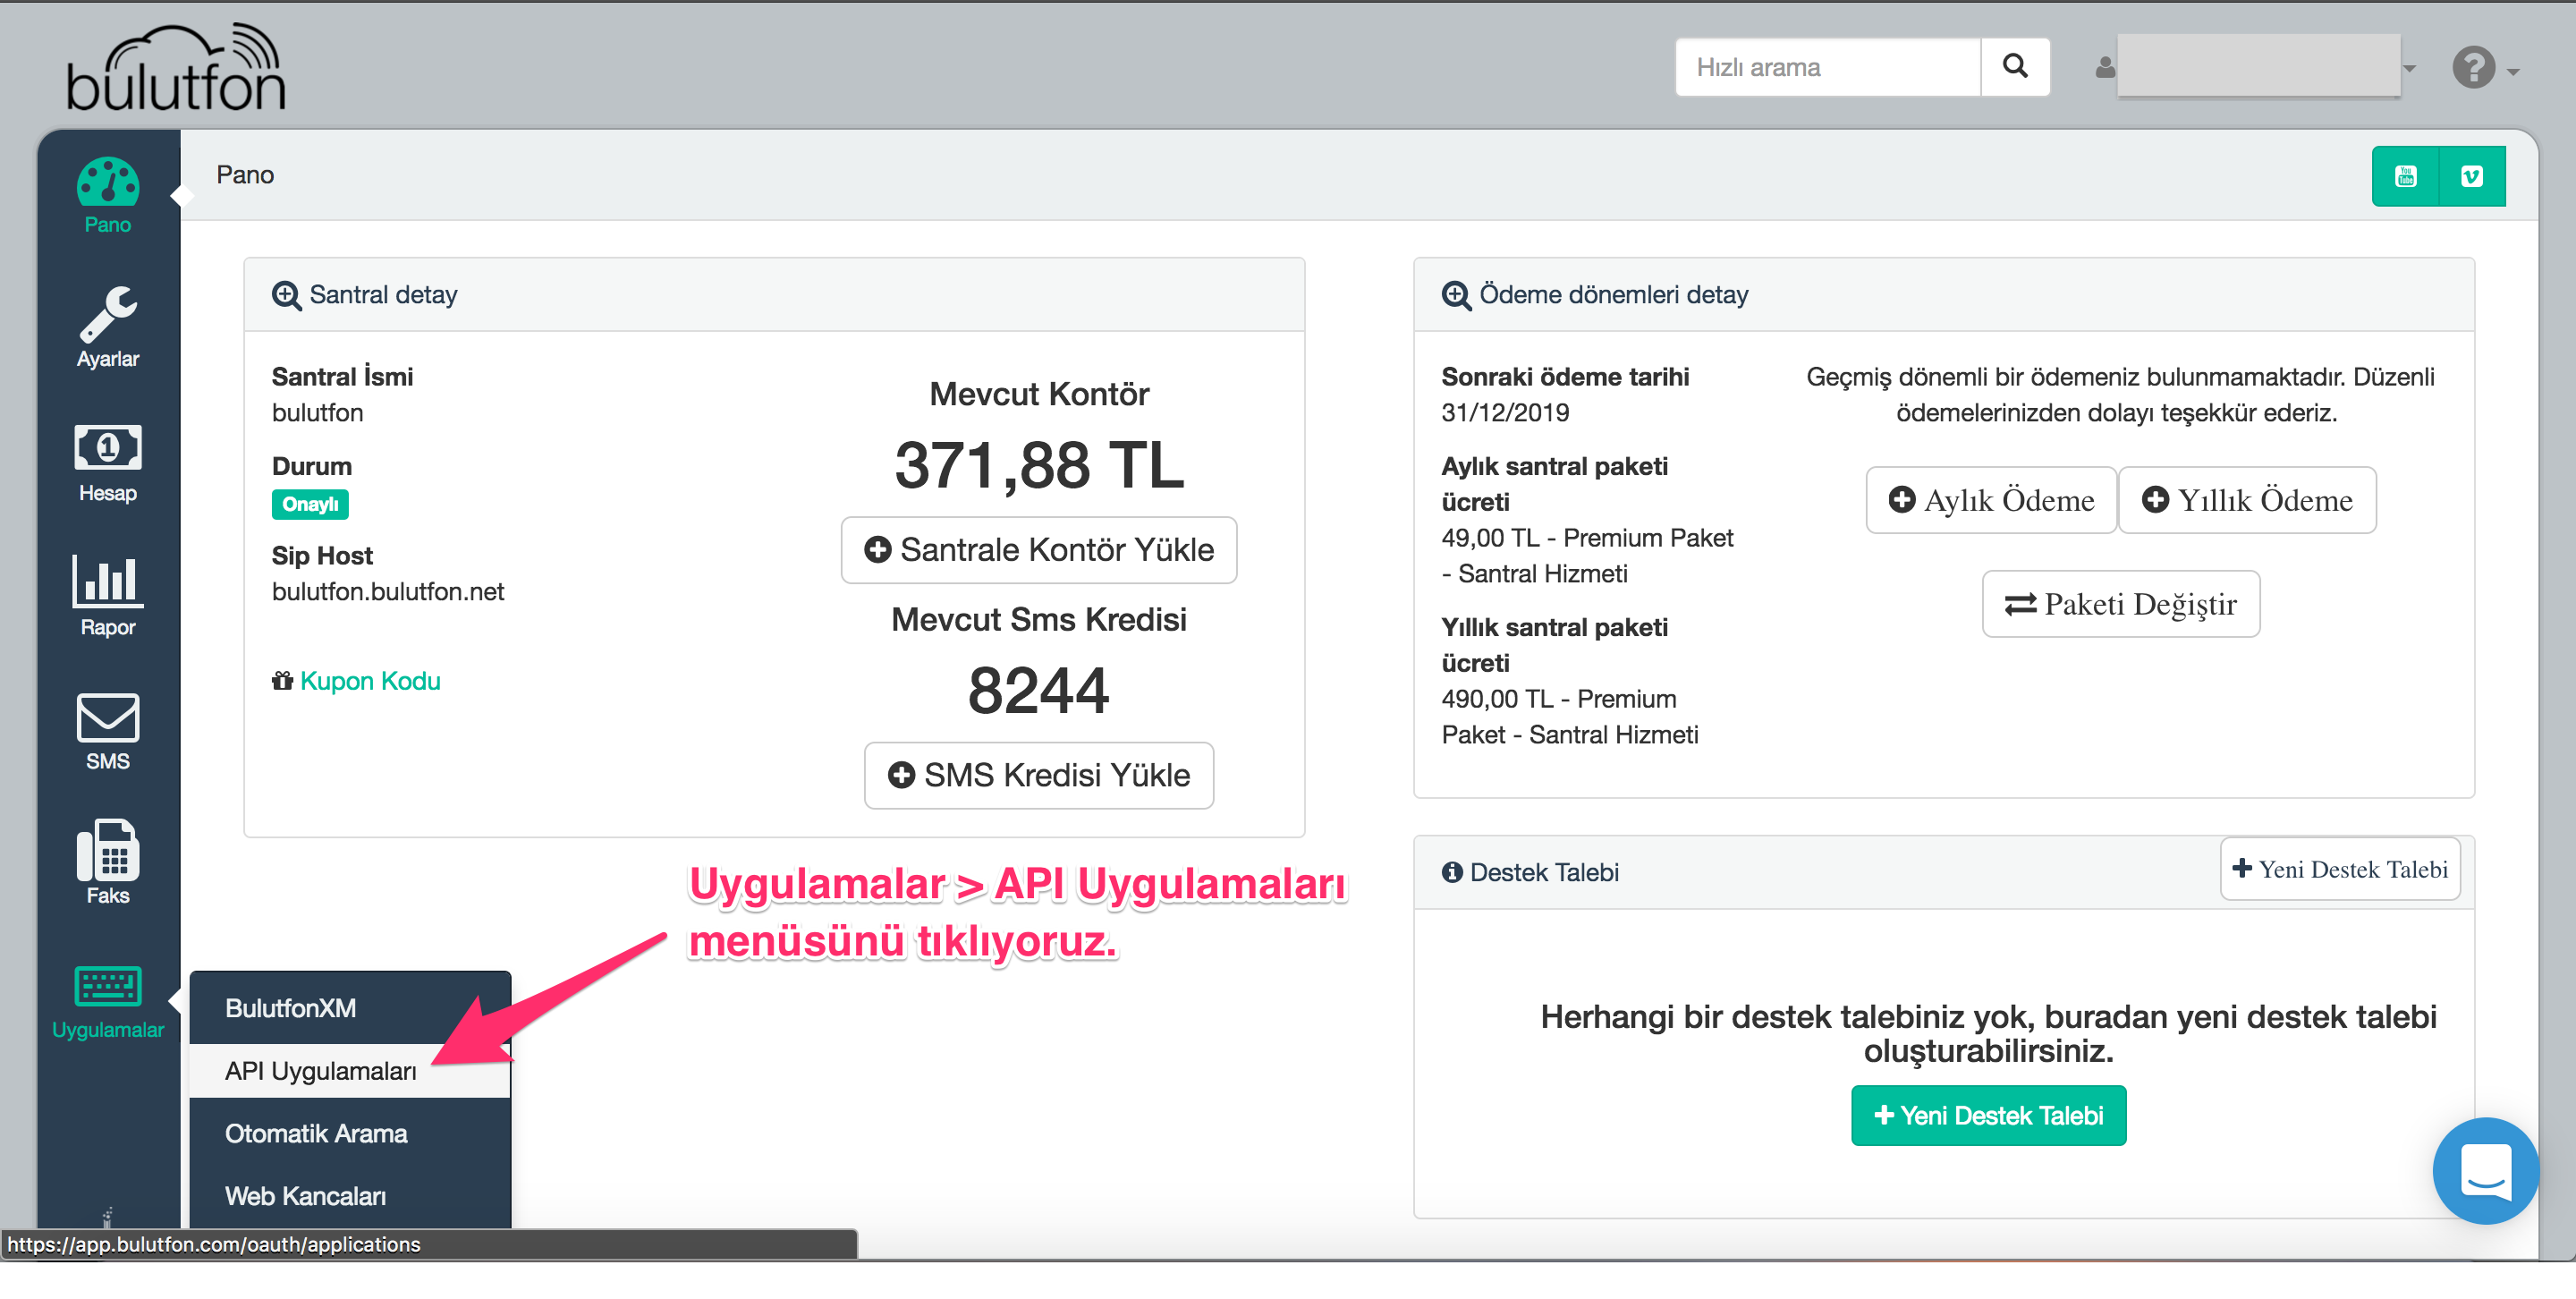 bulutfon
Hızlı arama
Pano
Pano
You
Tube
Ayarlar
Hesap
Rapor
SMS
Faks
Uygulamalar
Santral detay
Santral İsmi
bulutfon
Durum
Onaylı
Sip Host
bulutfon.bulutfon.net
Kupon Kodu
Mevcut Kontör
371,88 TL
Santrale Kontör Yükle
Mevcut Sms Kredisi
8244
SMS Kredisi Yükle
Ödeme dönemleri detay
Sonraki ödeme tarihi
31/12/2019
Aylık santral paketi
ücreti
49,00 TL - Premium Paket
- Santral Hizmeti
Yıllık santral paketi
ücreti
490,00 TL - Premium
Paket - Santral Hizmeti
Geçmiş dönemli bir ödemeniz bulunmamaktadır. Düzenli
ödemelerinizden dolayı teşekkür ederiz.
Aylık Ödeme
Yıllık Ödeme
Paketi Değiştir
Destek Talebi
Yeni Destek Talebi
Herhangi bir destek talebiniz yok, buradan yeni destek talebi
oluşturabilirsiniz.
Yeni Destek Talebi
Uygulamalar > API Uygulamaları
menüsünü tıklıyoruz.
BulutfonXM
API Uygulamaları
Otomatik Arama
Web Kancaları
https://app.bulutfon.com/oauth/applications